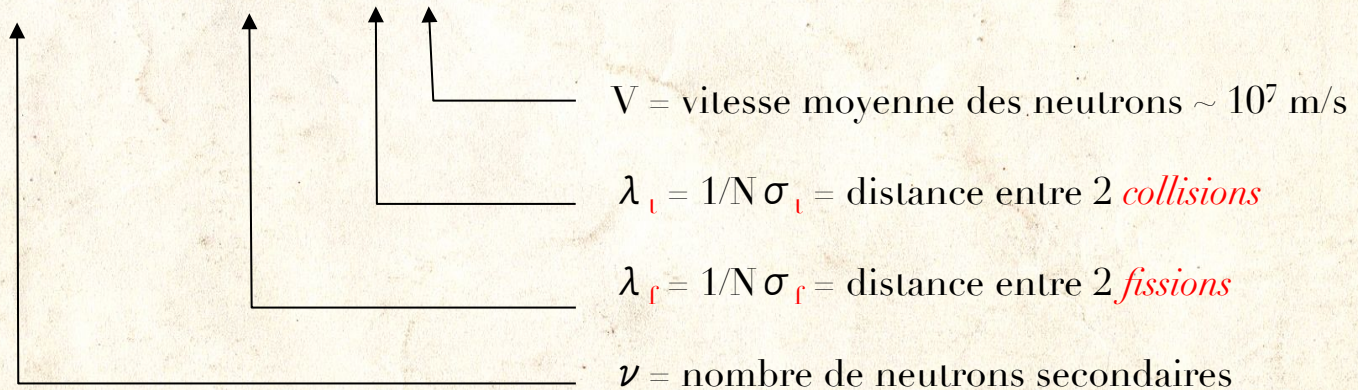 V = vitesse moyenne des neutrons ~ 10⁷ m/s
λ t = 1/N σ t = distance entre 2 collisions
λ f = 1/N σ f = distance entre 2 fissions
ν = nombre de neutrons secondaires